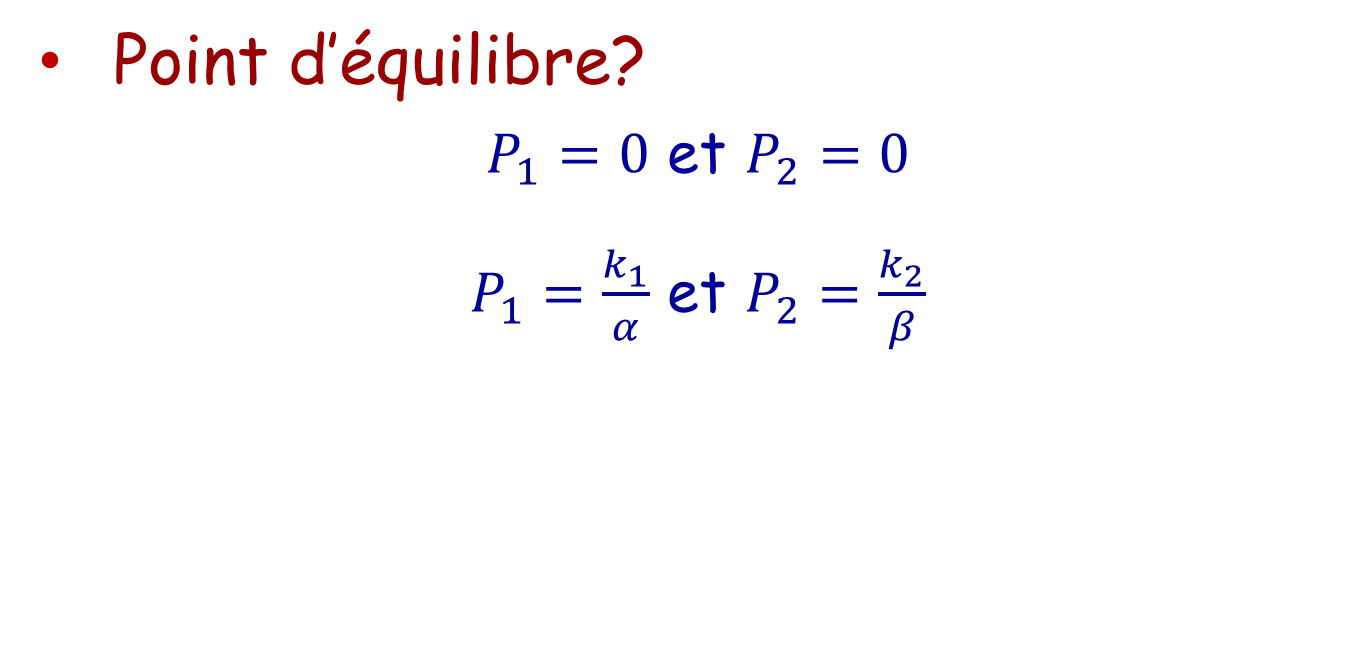 • Point d'équilibre?
P₁ = 0 et P₂ = 0
P₁ = k₁/α et P₂ = k₂/β